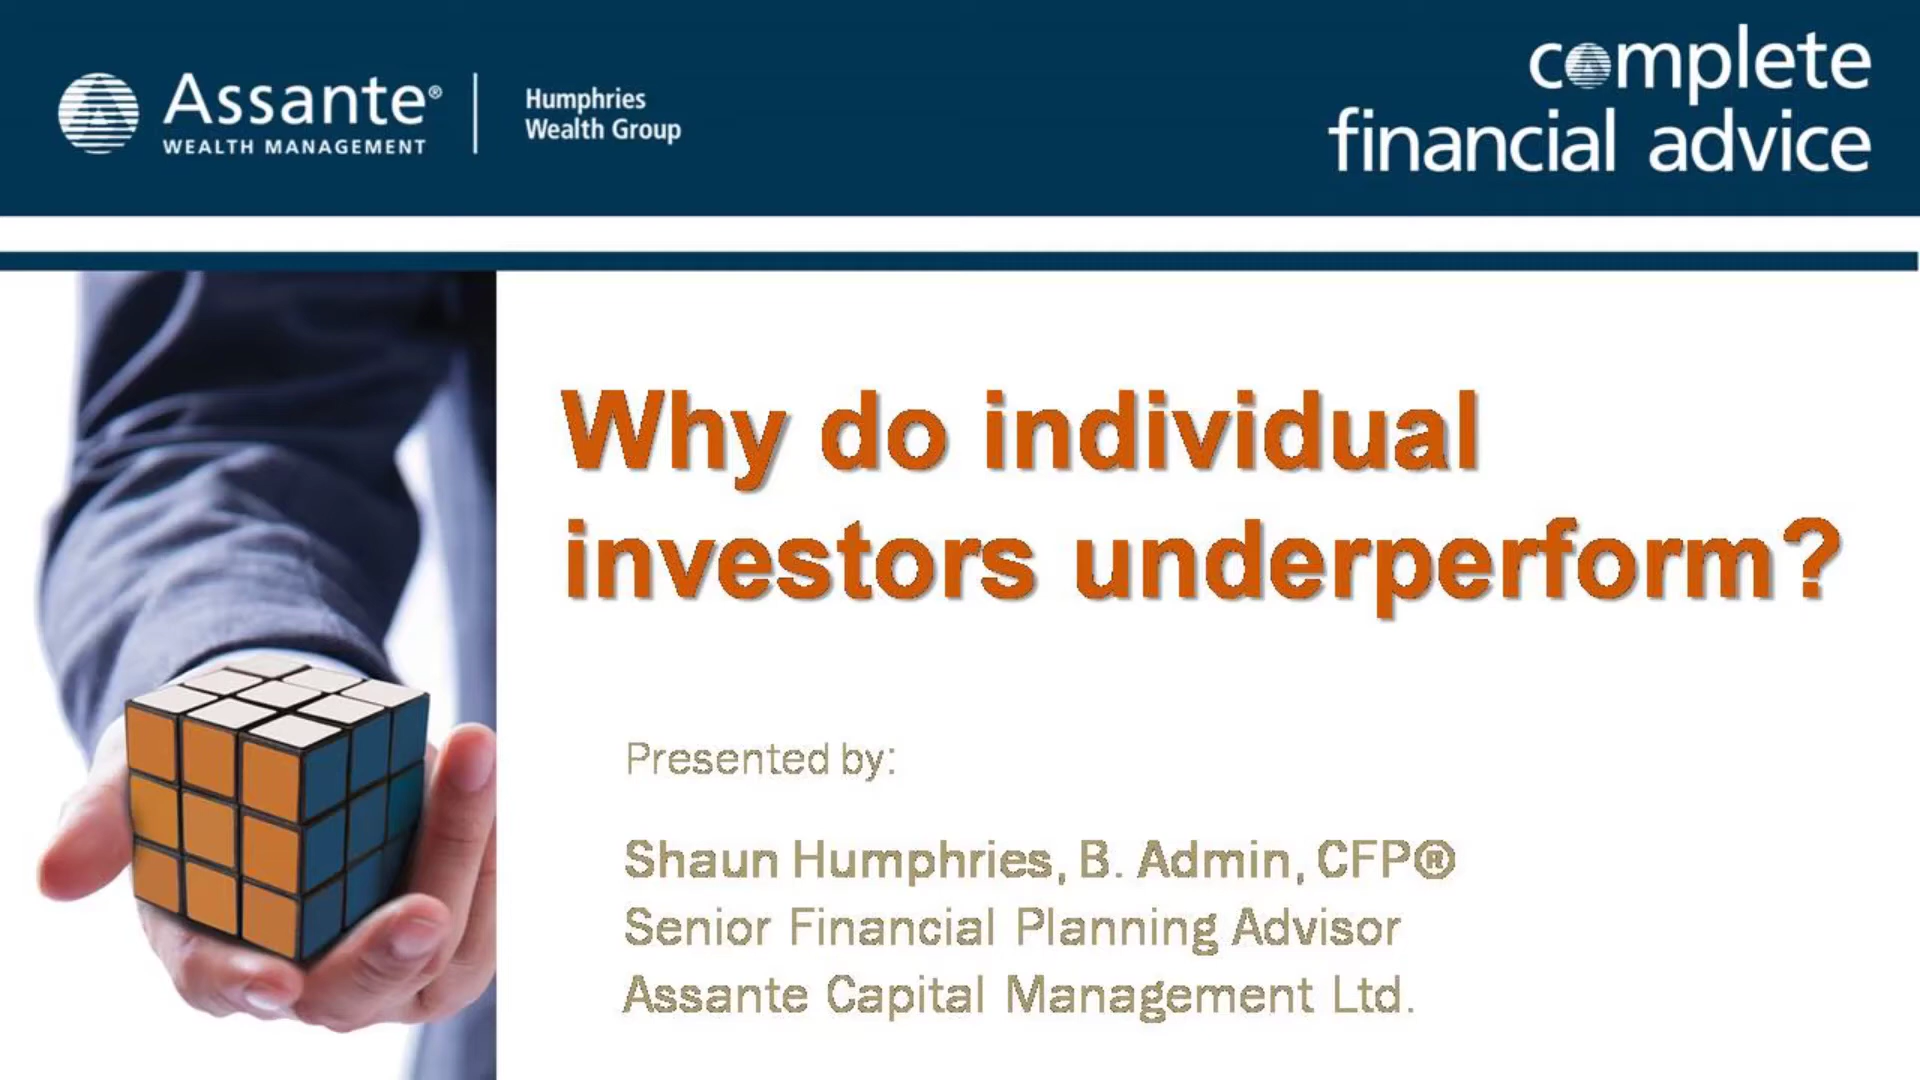 Assante®
WEALTH MANAGEMENT
Humphries
Wealth Group
complete
financial advice
Why do individual
investors underperform?
Presented by:
Shaun Humphries, B. Admin, CFP®
Senior Financial Planning Advisor
Assante Capital Management Ltd.